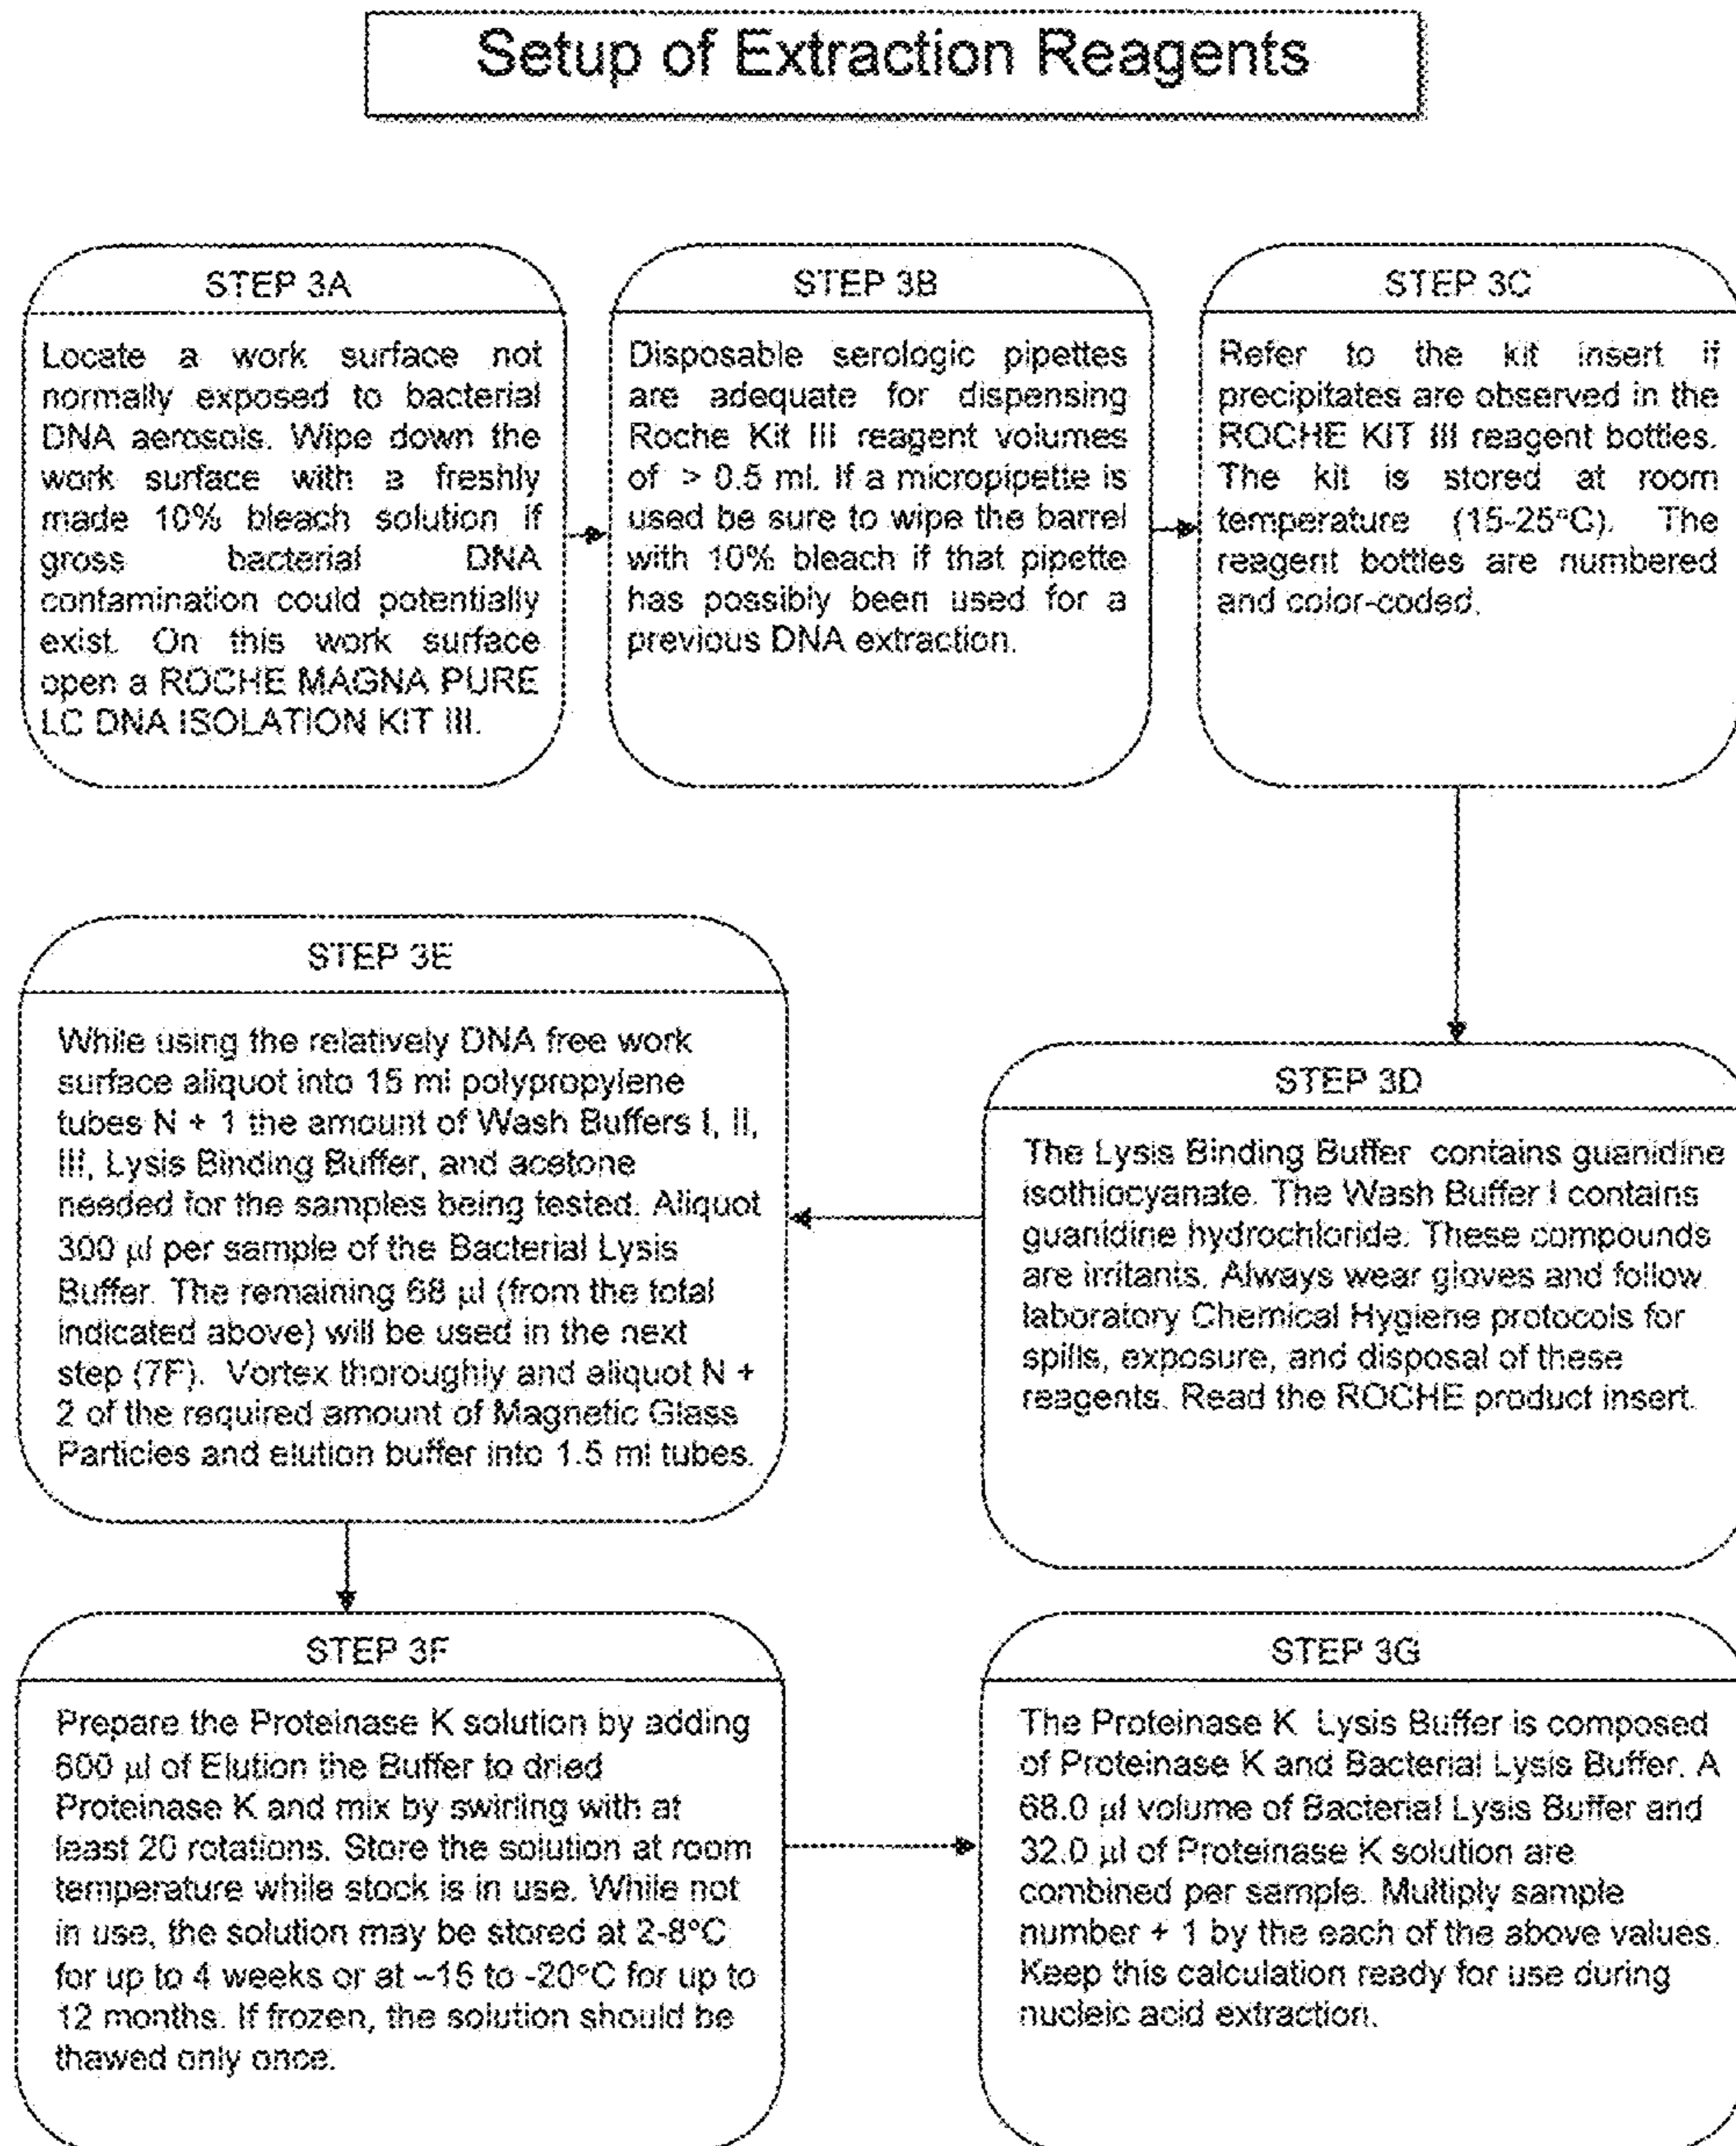 Setup of Extraction Reagents
STEP 3A
Locate a work surface not
normally exposed to bacterial
DNA aerosols. Wipe down the
work surface with a freshly
made 10% bleach solution if
gross bacterial DNA
contamination could potentially
exist. On this work surface
open a ROCHE MAGNA PURE
LC DNA ISOLATION KIT III.
STEP 3B
Disposable serologic pipettes
are adequate for dispensing
Roche Kit III reagent volumes
of > 0.5 ml. If a micropipette is
used be sure to wipe the barrel
with 10% bleach if that pipette
has possibly been used for a
previous DNA extraction.
STEP 3C
Refer to the kit insert if
precipitates are observed in the
ROCHE KIT III reagent bottles.
The kit is stored at room
temperature (15-25°C). The
reagent bottles are numbered
and color-coded.
STEP 3D
The Lysis Binding Buffer contains guanidine
isothiocyanate. The Wash Buffer I contains
guanidine hydrochloride. These compounds
are irritants. Always wear gloves and follow
laboratory Chemical Hygiene protocols for
spills, exposure, and disposal of these
reagents. Read the ROCHE product insert.
STEP 3E
While using the relatively DNA free work
surface aliquot into 15 ml polypropylene
tubes N + 1 the amount of Wash Buffers I, II,
III, Lysis Binding Buffer, and acetone
needed for the samples being tested. Aliquot
300 µl per sample of the Bacterial Lysis
Buffer. The remaining 68 µl (from the total
indicated above) will be used in the next
step (7F). Vortex thoroughly and aliquot N +
2 of the required amount of Magnetic Glass
Particles and elution buffer into 1.5 ml tubes.
STEP 3F
Prepare the Proteinase K solution by adding
600 µl of Elution the Buffer to dried
Proteinase K and mix by swirling with at
least 20 rotations. Store the solution at room
temperature while stock is in use. While not
in use, the solution may be stored at 2-8°C
for up to 4 weeks or at –15 to -20°C for up to
12 months. If frozen, the solution should be
thawed only once.
STEP 3G
The Proteinase K Lysis Buffer is composed
of Proteinase K and Bacterial Lysis Buffer. A
68.0 µl volume of Bacterial Lysis Buffer and
32.0 µl of Proteinase K solution are
combined per sample. Multiply sample
number + 1 by the each of the above values.
Keep this calculation ready for use during
nucleic acid extraction.